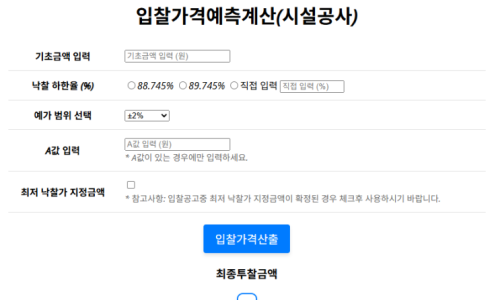 입찰가격예측계산(시설공사)
기초금액 입력 기초금액 입력 (원)
낙찰 하한율 (%) 88.745% 89.745% 직접 입력 직접 입력 (%)
예가 범위 선택 ±2%
A값 입력 A값 입력 (원)
* A값이 있는 경우에만 입력하세요.
최저 낙찰가 지정금액
* 참고사항: 입찰공고중 최저 낙찰가 지정금액이 확정된 경우 체크후 사용하시기 바랍니다.
입찰가격산출
최종투찰금액